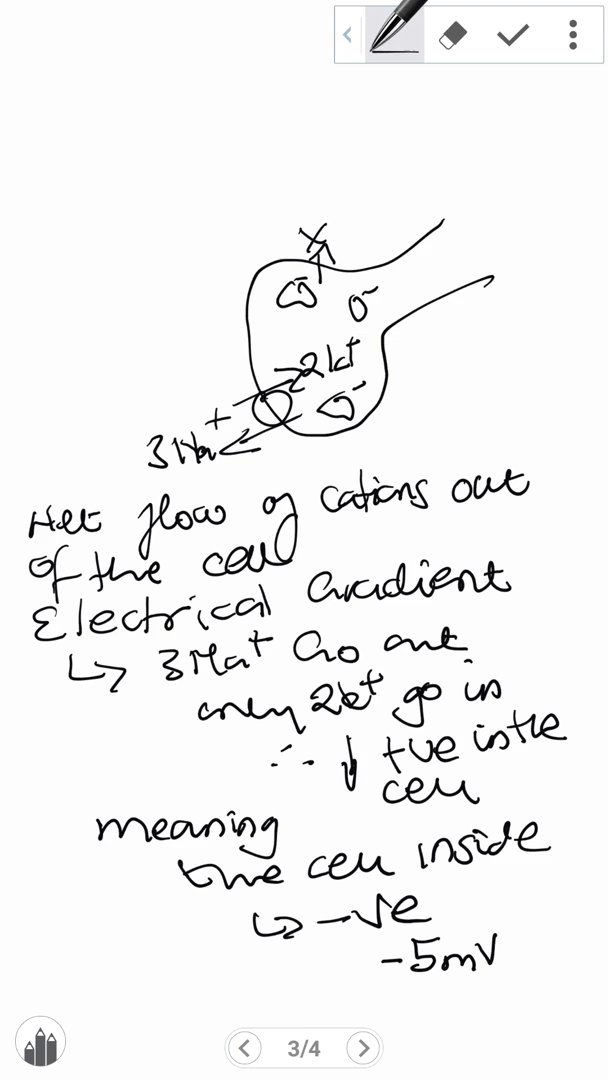 2k+
3Na+
Net flow of cations out
of the cell
Electrical Gradient
↳ 3Na+ Go out
only 2k+ go in
∴ ↓ +ve in the
cell
meaning
the cell inside
↳ -ve
-5mV
3/4